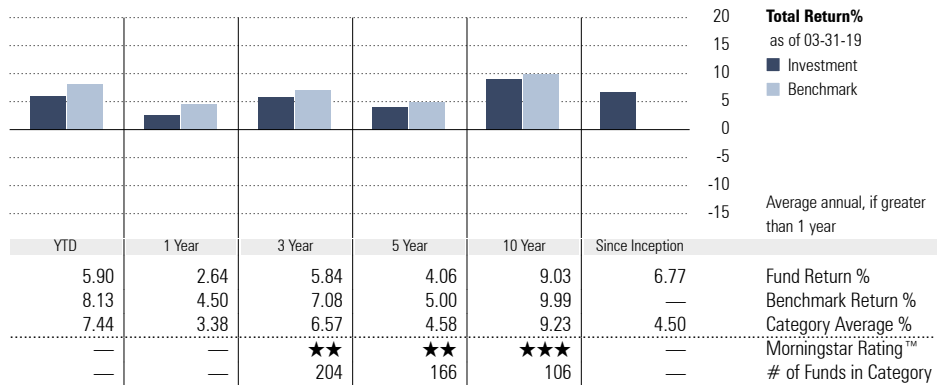 20
15
10
5
0
-5
-10
-15
Total Return%
as of 03-31-19
Investment
Benchmark
Average annual, if greater
than 1 year
YTD 1 Year 3 Year 5 Year 10 Year Since Inception
5.90 2.64 5.84 4.06 9.03 6.77 Fund Return %
8.13 4.50 7.08 5.00 9.99 — Benchmark Return %
7.44 3.38 6.57 4.58 9.23 4.50 Category Average %
— — ★★ ★★ ★★★ — Morningstar Rating™
— — 204 166 106 — # of Funds in Category